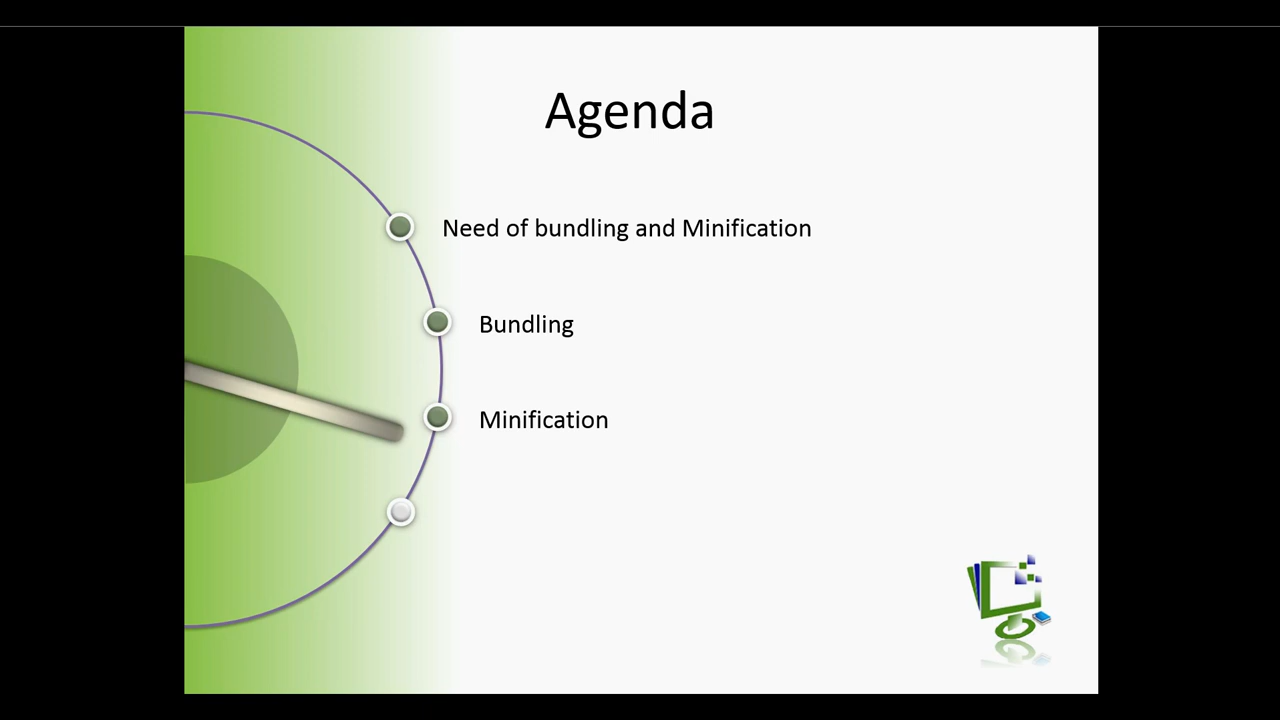 Agenda
Need of bundling and Minification
Bundling
Minification